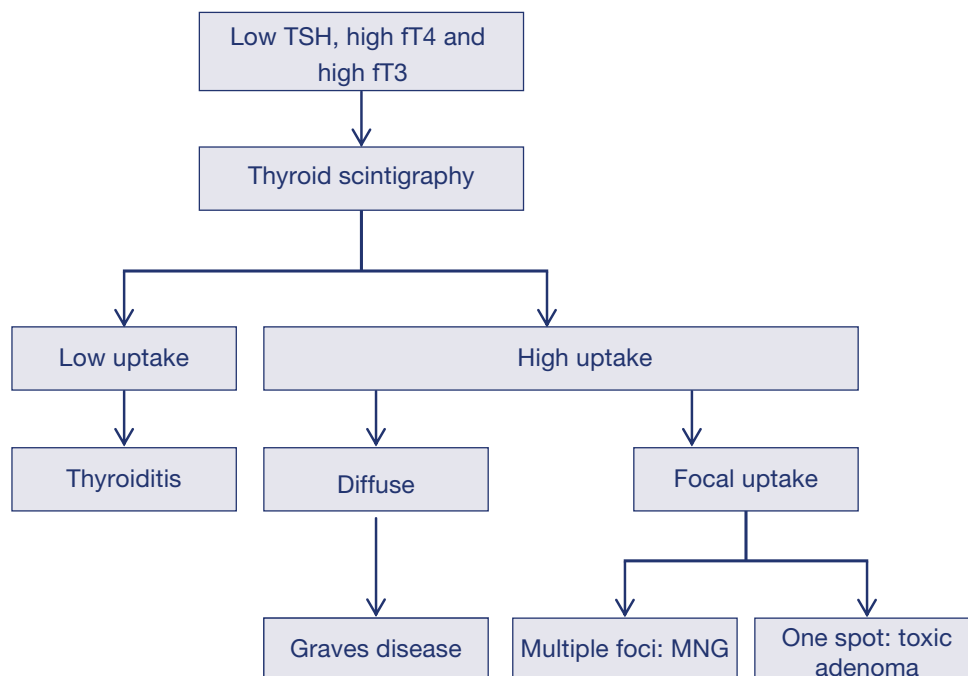 Low TSH, high fT4 and
high fT3
Thyroid scintigraphy
Low uptake
High uptake
Thyroiditis
Diffuse
Focal uptake
Graves disease
Multiple foci: MNG
One spot: toxic
adenoma